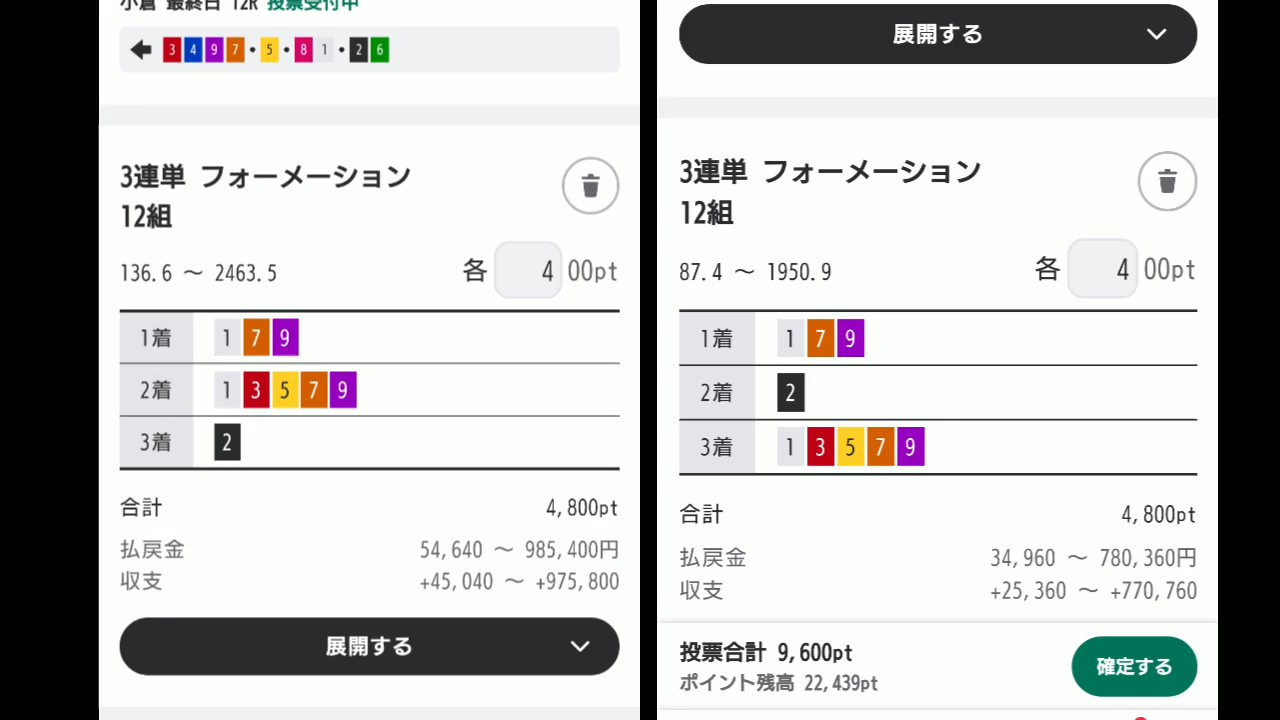 小倉 最終日 12R 投票受付中
3 4 9 7 • 5 • 8 1 • 2 6
3連単 フォーメーション
12組
136.6 ～ 2463.5 各 4 00pt
1着 1 7 9
2着 1 3 5 7 9
3着 2
合計 4,800pt
払戻金 54,640 ～ 985,400円
収支 +45,040 ～ +975,800
展開する
展開する
3連単 フォーメーション
12組
87.4 ～ 1950.9 各 4 00pt
1着 1 7 9
2着 2
3着 1 3 5 7 9
合計 4,800pt
払戻金 34,960 ～ 780,360円
収支 +25,360 ～ +770,760
投票合計 9,600pt
ポイント残高 22,439pt
確定する